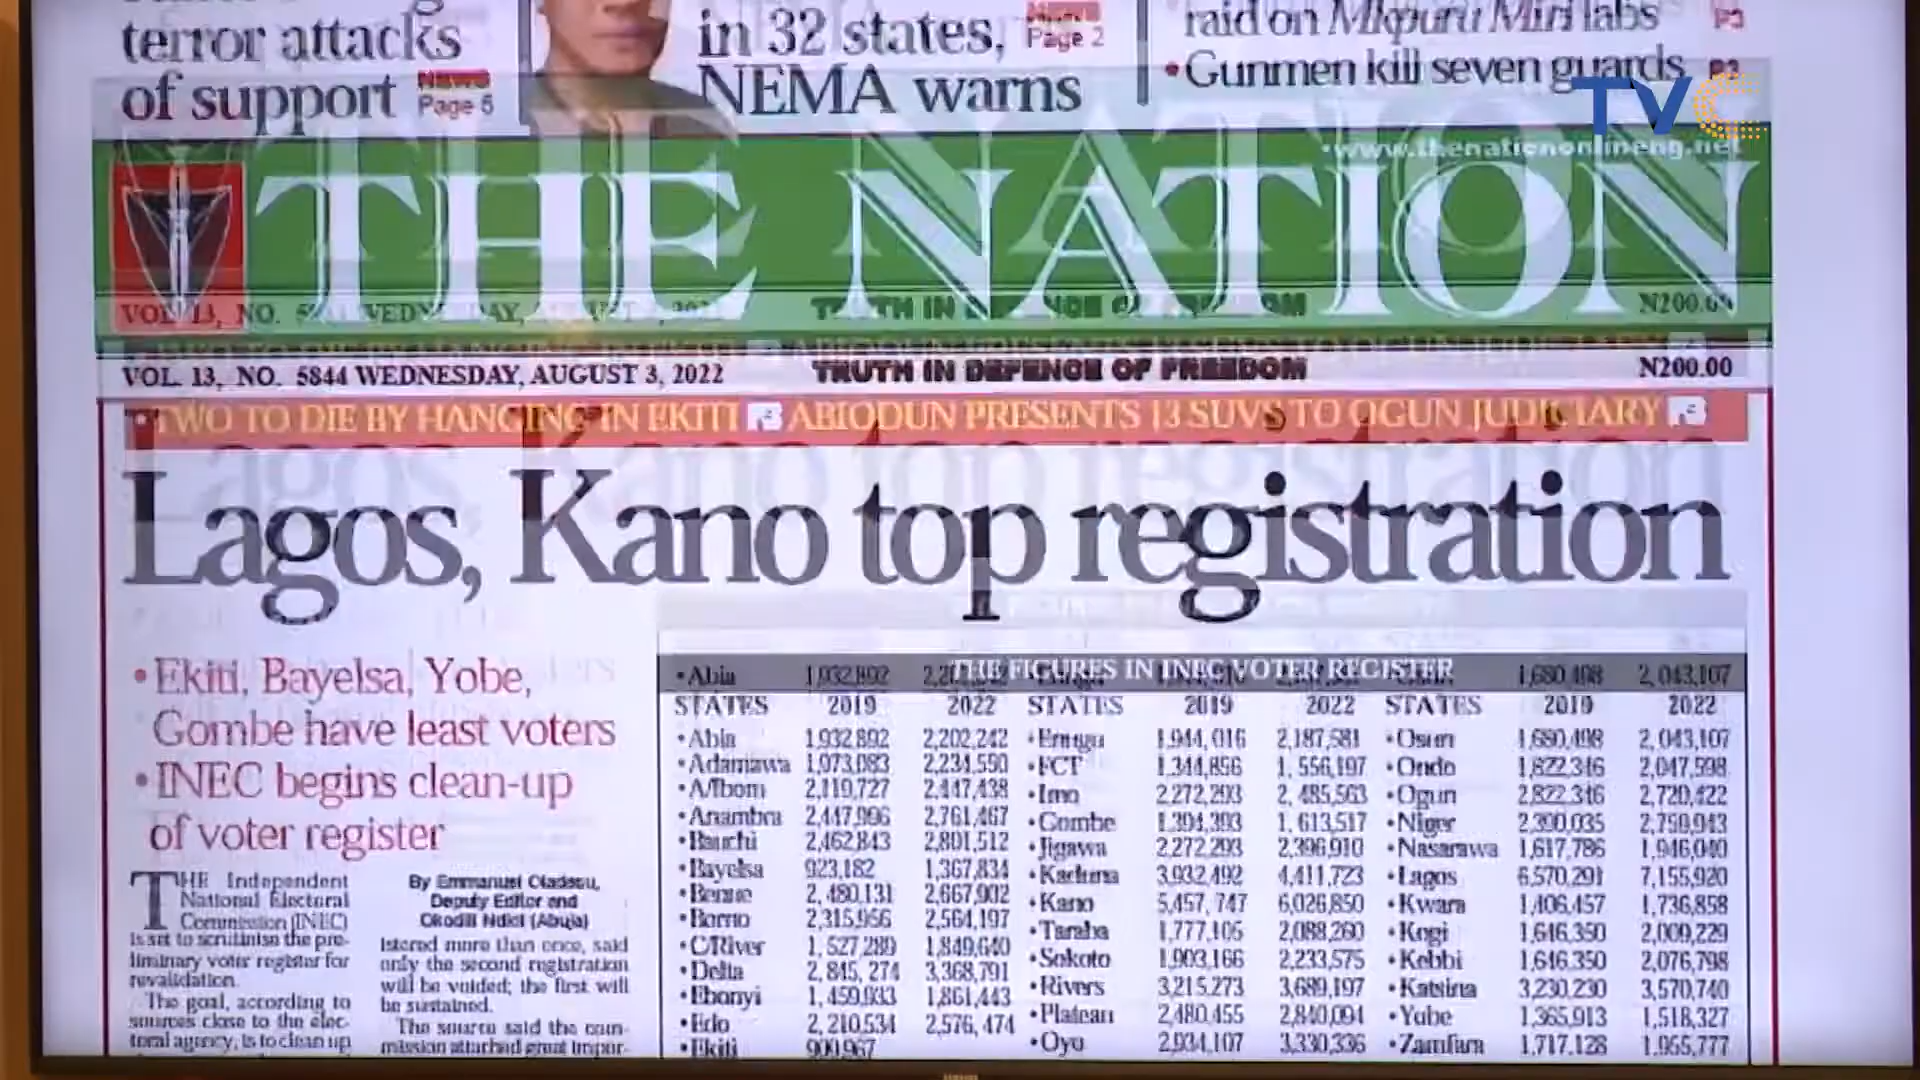 terror attacks
of support News Page 5
in 32 states, News Page 2
NEMA warns
raid on Mkpuru Miri labs P3
•Gunmen kill seven guards P3
TVC
THE NATION
•www.thenationonlineng.net
VOL. 13, NO. 5844 WEDNESDAY, AUGUST 3, 2022 TRUTH IN DEFENCE OF FREEDOM N200.00
•TWO TO DIE BY HANGING IN EKITI P3 ABIODUN PRESENTS 13 SUVS TO OGUN JUDICIARY P3
Lagos, Kano top registration
•Ekiti, Bayelsa, Yobe,
Gombe have least voters
•INEC begins clean-up
of voter register
THE Independent
National Electoral
Commission (INEC)
is set to scrutinise the pre-
liminary voter register for
revalidation.
The goal, according to
sources close to the elec-
toral agency, is to clean up
By Emmanuel Oladesu,
Deputy Editor and
Okodili Ndidi (Abuja)
istered more than once, said
only the second registration
will be voided; the first will
be sustained.
The source said the com-
mission attached great impor-
THE FIGURES IN INEC VOTER REGISTER
STATES 2019 2022 STATES 2019 2022 STATES 2019 2022
•Abia 1,932,892 2,202,242 •Enugu 1,944,016 2,187,581 •Osun 1,680,498 2,043,107
•Adamawa 1,973,083 2,234,550 •FCT 1,344,856 1,556,197 •Ondo 1,822,346 2,047,598
•A/Ibom 2,119,727 2,447,438 •Imo 2,272,293 2,485,563 •Ogun 2,822,346 2,720,422
•Anambra 2,447,996 2,761,467 •Gombe 1,394,393 1,613,517 •Niger 2,390,035 2,750,943
•Bauchi 2,462,843 2,801,512 •Jigawa 2,272,293 2,396,910 •Nasarawa 1,617,786 1,946,040
•Bayelsa 923,182 1,367,834 •Kaduna 3,932,492 4,411,723 •Lagos 6,570,291 7,155,920
•Benue 2,480,131 2,667,902 •Kano 5,457,747 6,026,850 •Kwara 1,406,457 1,736,858
•Borno 2,315,956 2,564,197 •Taraba 1,777,105 2,088,260 •Kogi 1,646,350 2,009,229
•C/River 1,527,289 1,849,640 •Sokoto 1,903,166 2,233,575 •Kebbi 1,646,350 2,076,798
•Delta 2,845,274 3,368,791 •Rivers 3,215,273 3,689,197 •Katsina 3,230,230 3,570,740
•Ebonyi 1,459,933 1,861,443 •Plateau 2,480,455 2,840,094 •Yobe 1,365,913 1,518,327
•Edo 2,210,534 2,576,474 •Oyo 2,934,107 3,330,336 •Zamfara 1,717,128 1,955,777
•Ekiti 909,967